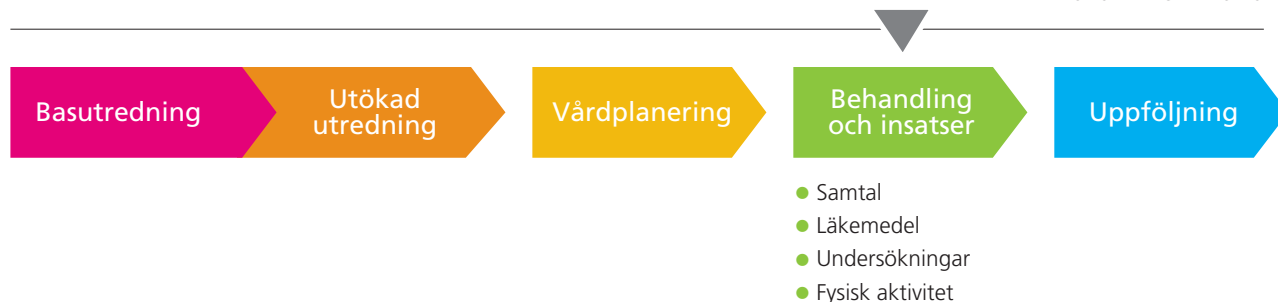 Basutredning
Utökad
utredning
Vårdplanering
Behandling
och insatser
Uppföljning
Samtal
Läkemedel
Undersökningar
Fysisk aktivitet